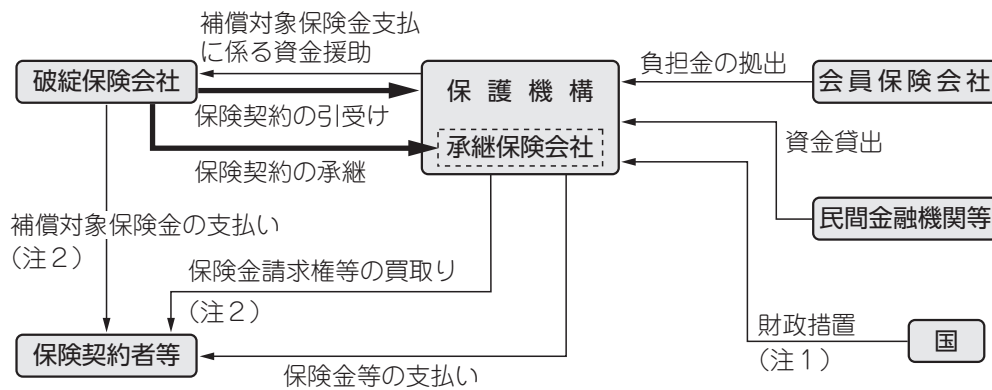 補償対象保険金支払
に係る資金援助
破綻保険会社
保護機構
負担金の拠出
会員保険会社
保険契約の引受け
承継保険会社
資金貸出
保険契約の承継
補償対象保険金の支払い
(注2)
民間金融機関等
保険金請求権等の買取り
(注2)
財政措置
(注1)
国
保険契約者等
保険金等の支払い